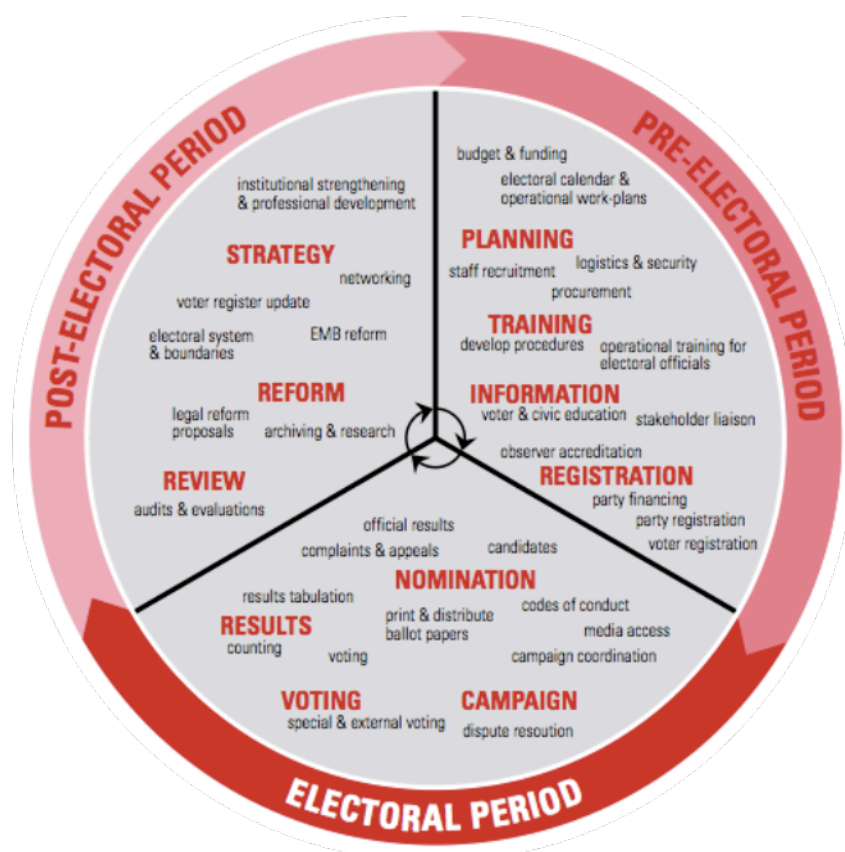 POST-ELECTORAL PERIOD
institutional strengthening
& professional development
STRATEGY
networking
voter register update
electoral system
& boundaries
EMB reform
REFORM
legal reform
proposals
archiving & research
REVIEW
audits & evaluations
PRE-ELECTORAL PERIOD
budget & funding
electoral calendar &
operational work-plans
PLANNING
staff recruitment
logistics & security
procurement
TRAINING
develop procedures
operational training for
electoral officials
INFORMATION
voter & civic education
stakeholder liaison
observer accreditation
REGISTRATION
party financing
party registration
voter registration
official results
complaints & appeals
candidates
NOMINATION
results tabulation
print & distribute
ballot papers
codes of conduct
RESULTS
media access
counting
voting
campaign coordination
VOTING
CAMPAIGN
special & external voting
dispute resoution
ELECTORAL PERIOD